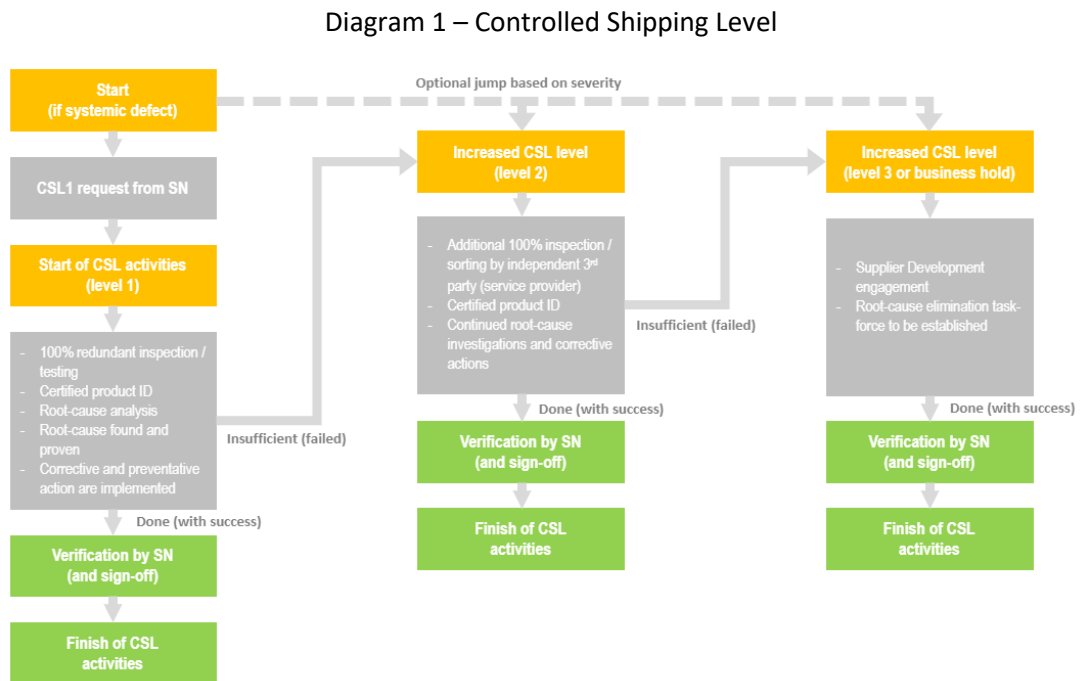 Diagram 1 – Controlled Shipping Level
Optional jump based on severity
Start
(if systemic defect)
CSL1 request from SN
Start of CSL activities
(level 1)
- 100% redundant inspection /
testing
- Certified product ID
- Root-cause analysis
- Root-cause found and
proven
- Corrective and preventative
action are implemented
Insufficient (failed)
Done (with success)
Verification by SN
(and sign-off)
Finish of CSL
activities
Increased CSL level
(level 2)
- Additional 100% inspection /
sorting by independent 3rd
party (service provider)
- Certified product ID
- Continued root-cause
investigations and corrective
actions
Insufficient (failed)
Done (with success)
Verification by SN
(and sign-off)
Finish of CSL
activities
Increased CSL level
(level 3 or business hold)
- Supplier Development
engagement
- Root-cause elimination task-
force to be established
Done (with success)
Verification by SN
(and sign-off)
Finish of CSL
activities